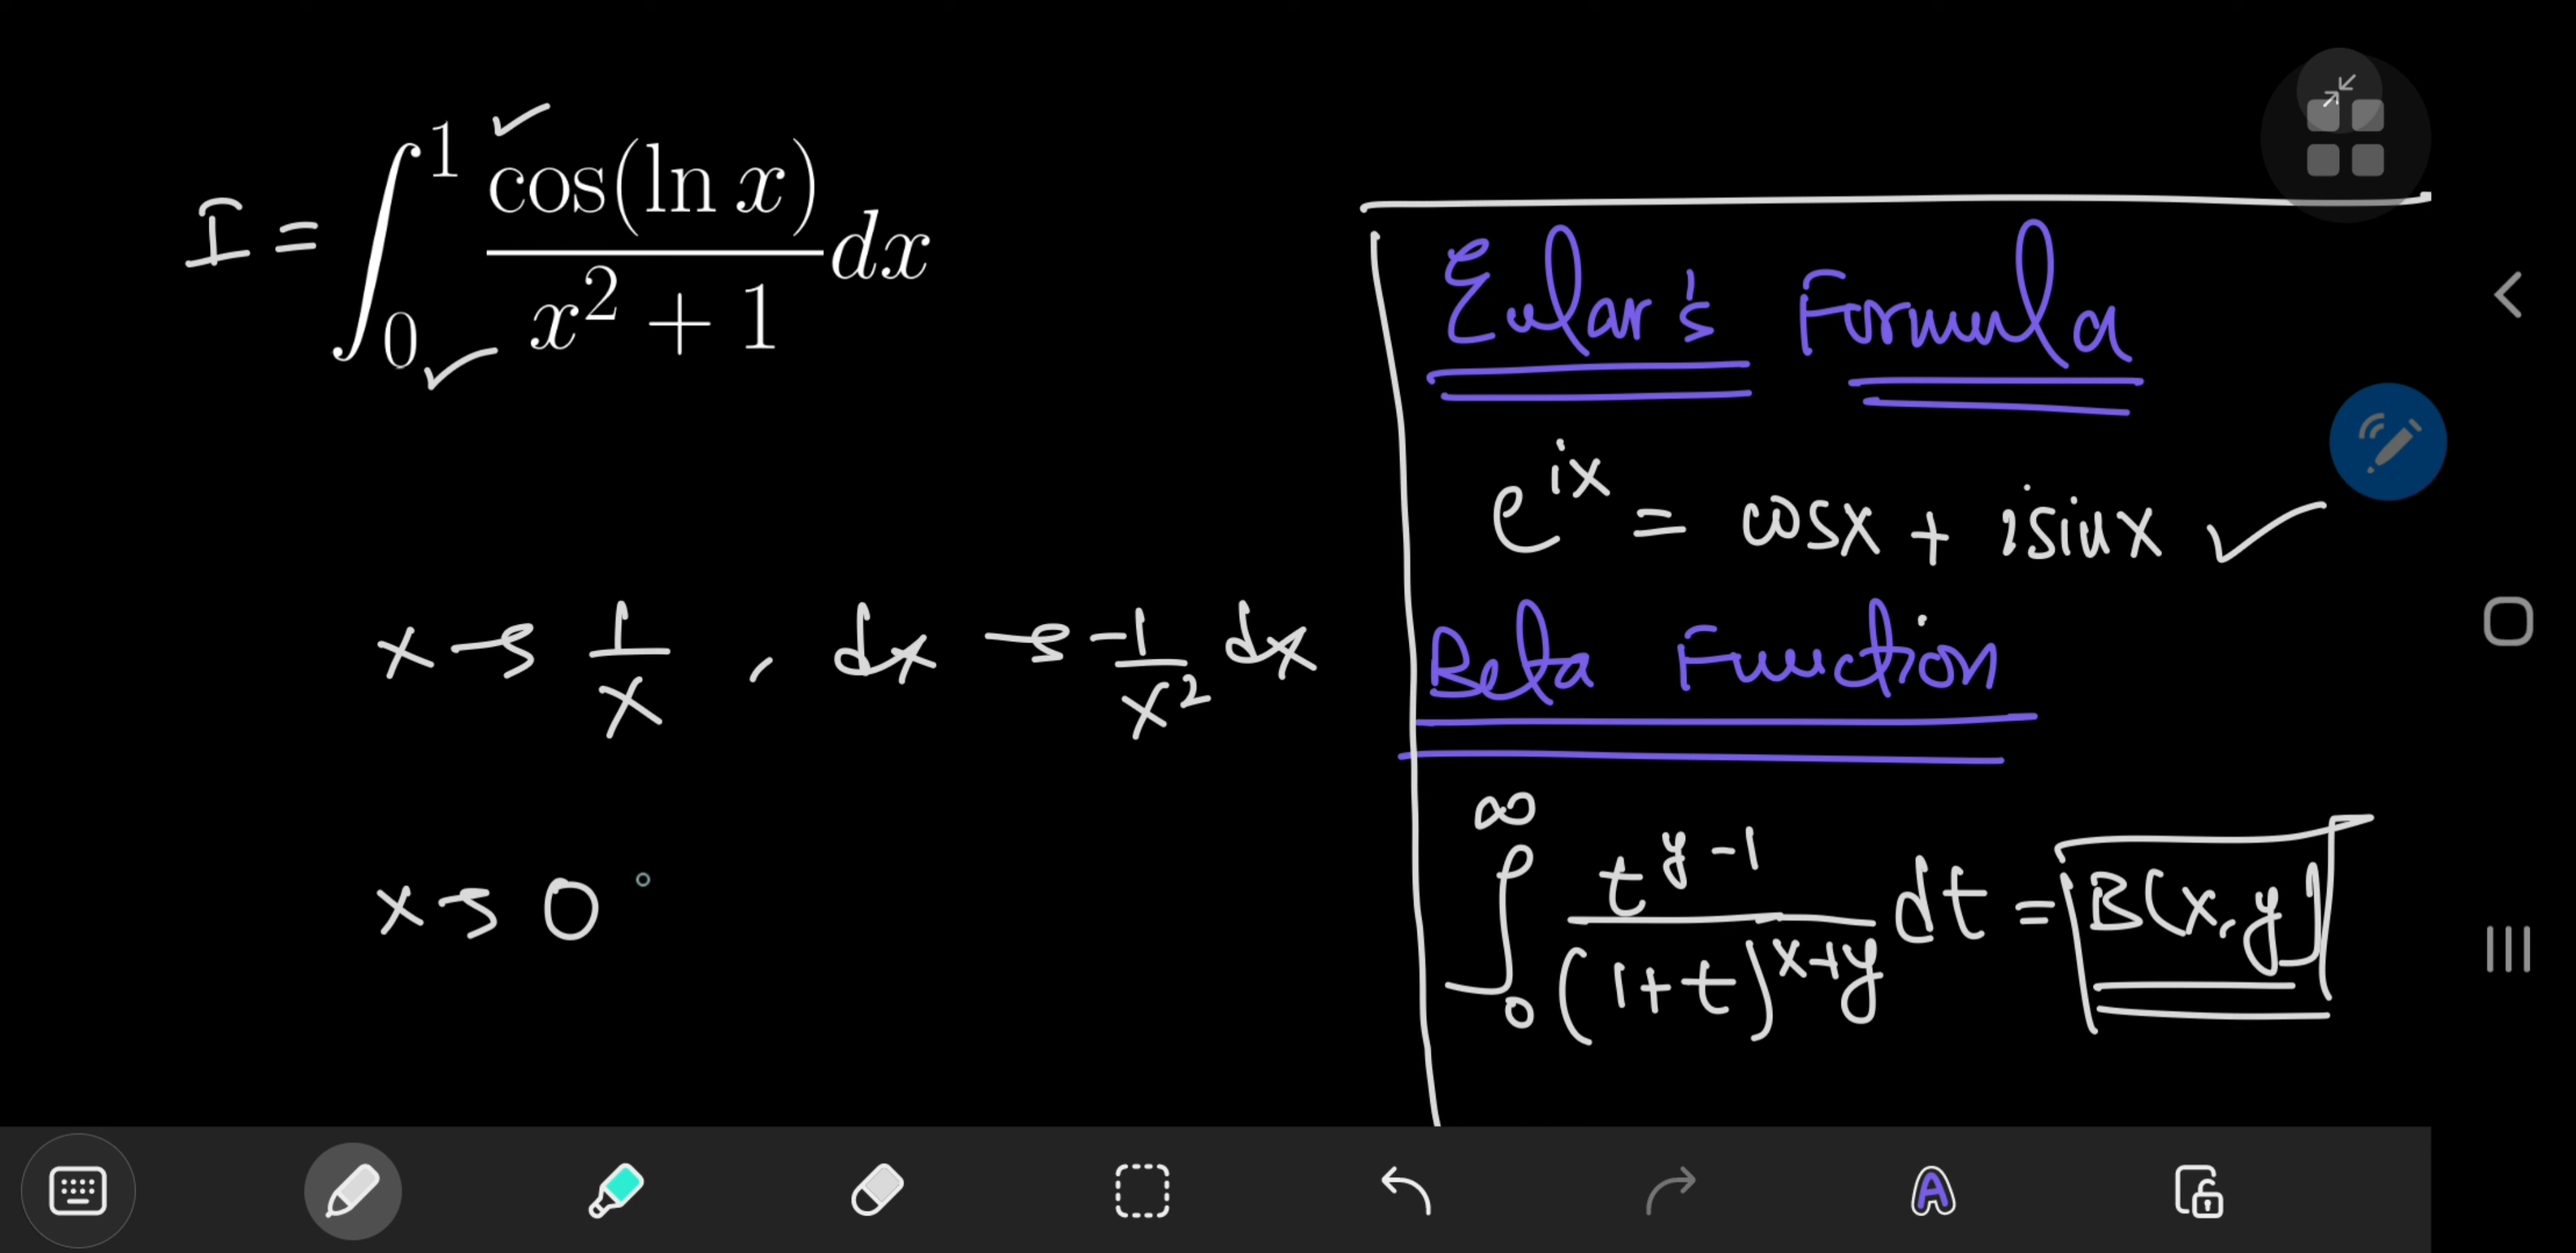 I = ∫₀¹ cos(ln x) / (x² + 1) dx
x → 1/x , dx → -1/x² dx
x → 0
Eular's Formula
e^{ix} = cosx + isinx ✓
Beta Function
∫₀^∞ t^{y-1} / (1+t)^{x+y} dt = B(x,y)
A